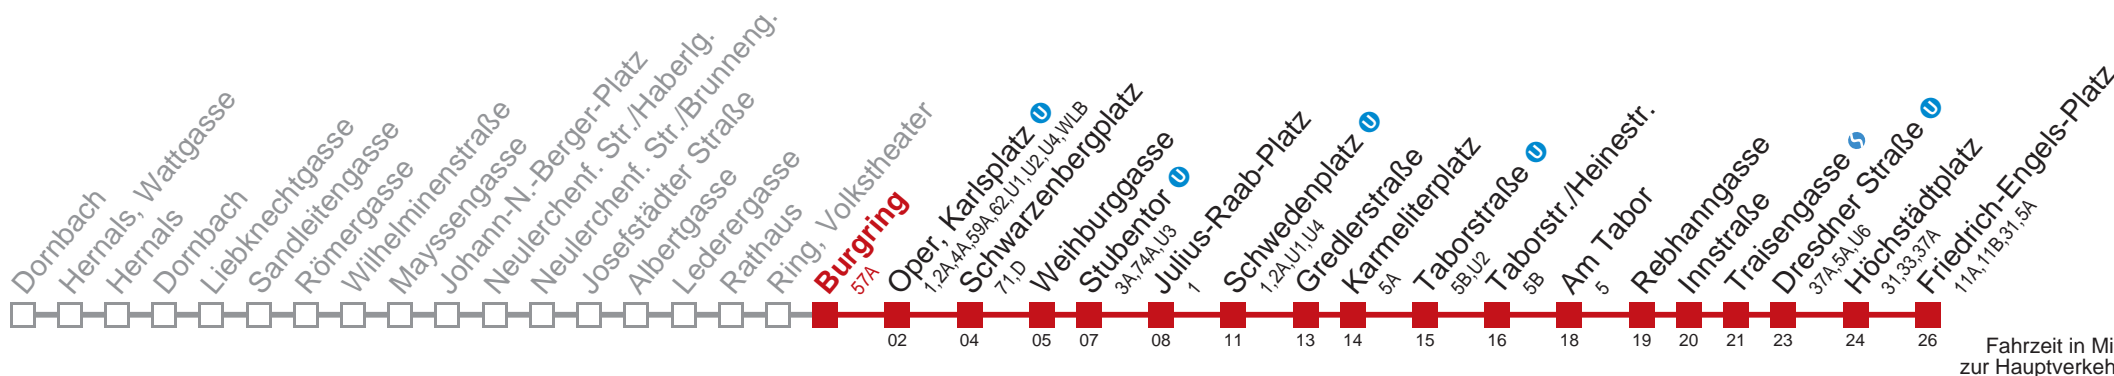 Dornbach
Hernals, Wattgasse
Hernals
Dornbach
Liebknechtgasse
Sandleitengasse
Römergasse
Wilhelminenstraße
Mayssengasse
Johann-N.-Berger-Platz
Neulerchenf. Str./Haberlg.
Neulerchenf. Str./Brunneng.
Josefstädter Straße
Albertgasse
Lederergasse
Rathaus
Ring, Volkstheater
Burgring
57A
Oper, Karlsplatz U
1,2A,4A,59A,62,U1,U2,U4,WLB
Schwarzenbergplatz
71,D
Weihburggasse
Stubentor U
3A,74A,U3
Julius-Raab-Platz
1
Schwedenplatz U
1,2A,U1,U4
Gredlerstraße
Karmeliterplatz
5A
Taborstraße U
5B,U2
Taborstr./Heinestr.
5B
Am Tabor
5
Rebhanngasse
Innstraße
Traisengasse S
Dresdner Straße U
37A,5A,U6
Höchstädtplatz
31,33,37A
Friedrich-Engels-Platz
11A,11B,31,5A
02 04 05 07 08 11 13 14 15 16 18 19 20 21 23 24 26
Fahrzeit in Mi
zur Hauptverkeh